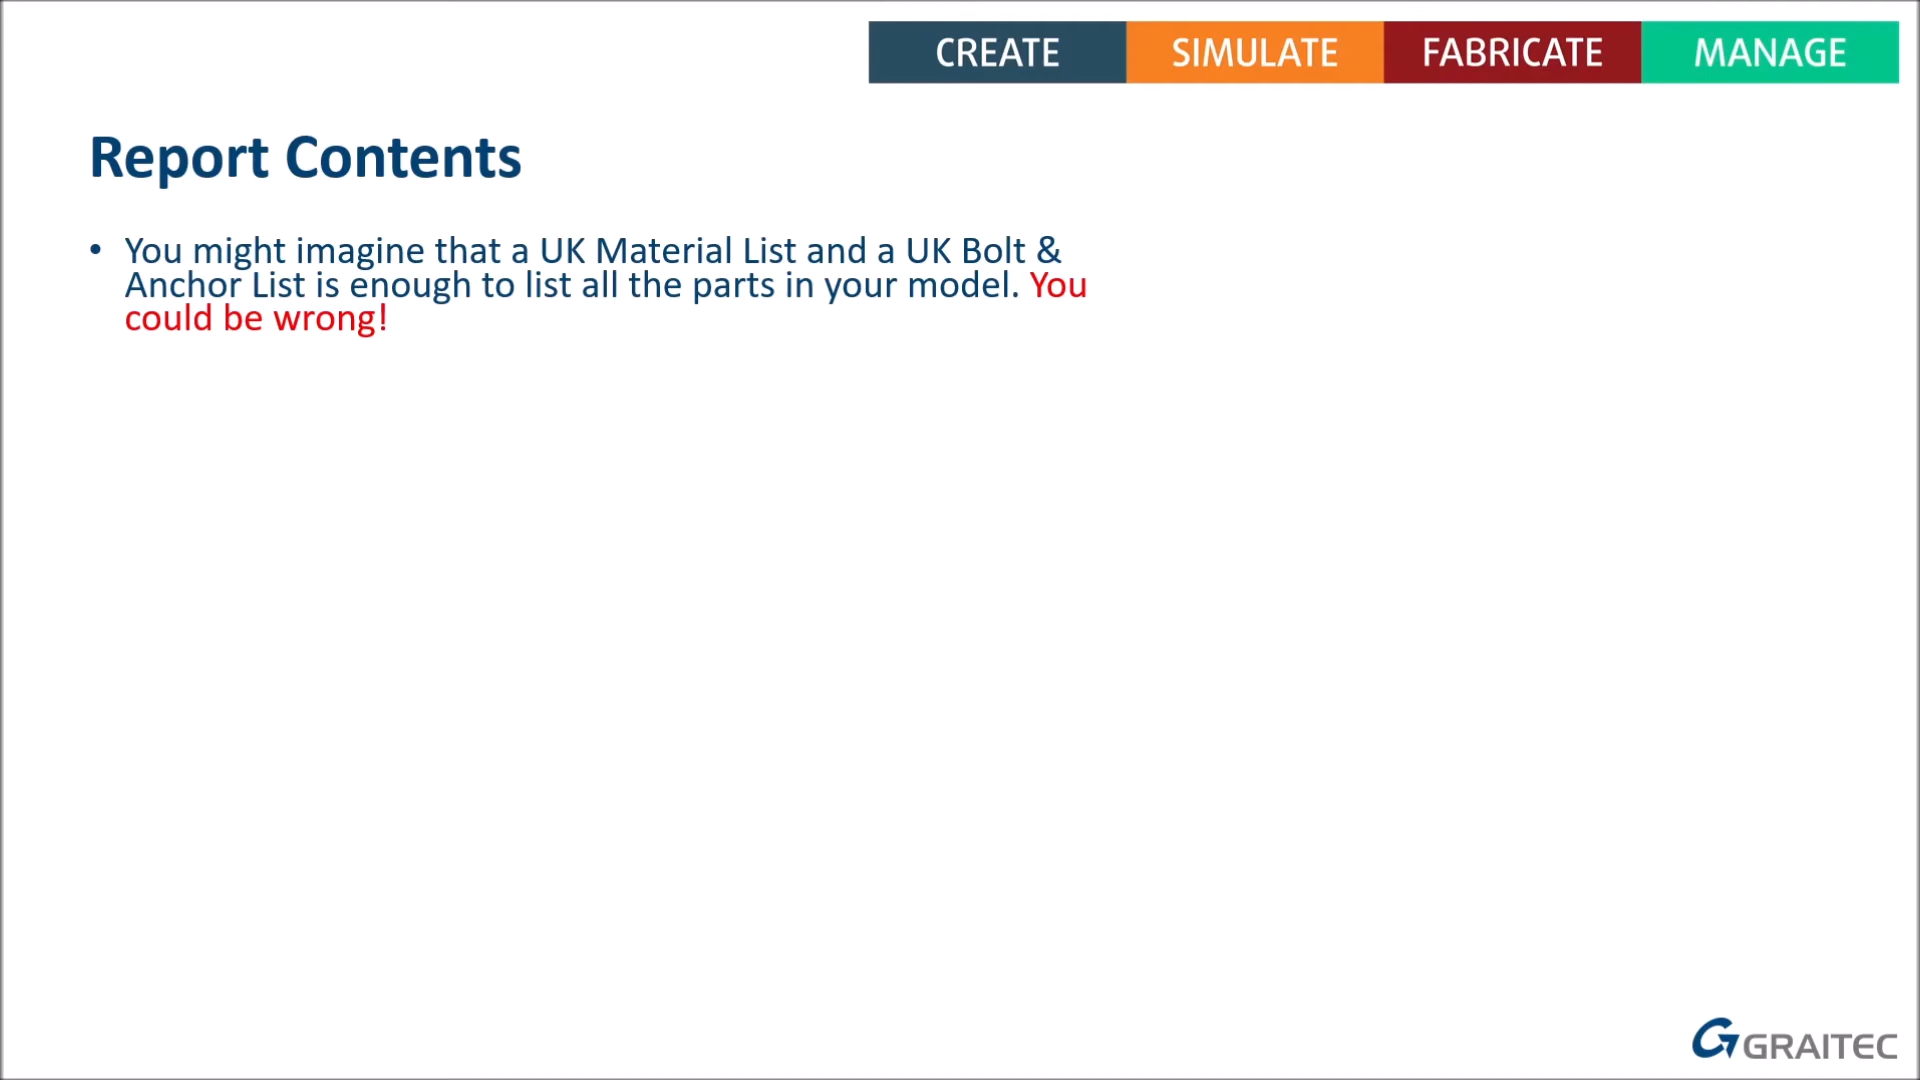 CREATE SIMULATE FABRICATE MANAGE
Report Contents
• You might imagine that a UK Material List and a UK Bolt &
Anchor List is enough to list all the parts in your model. You
could be wrong!
GRAITEC